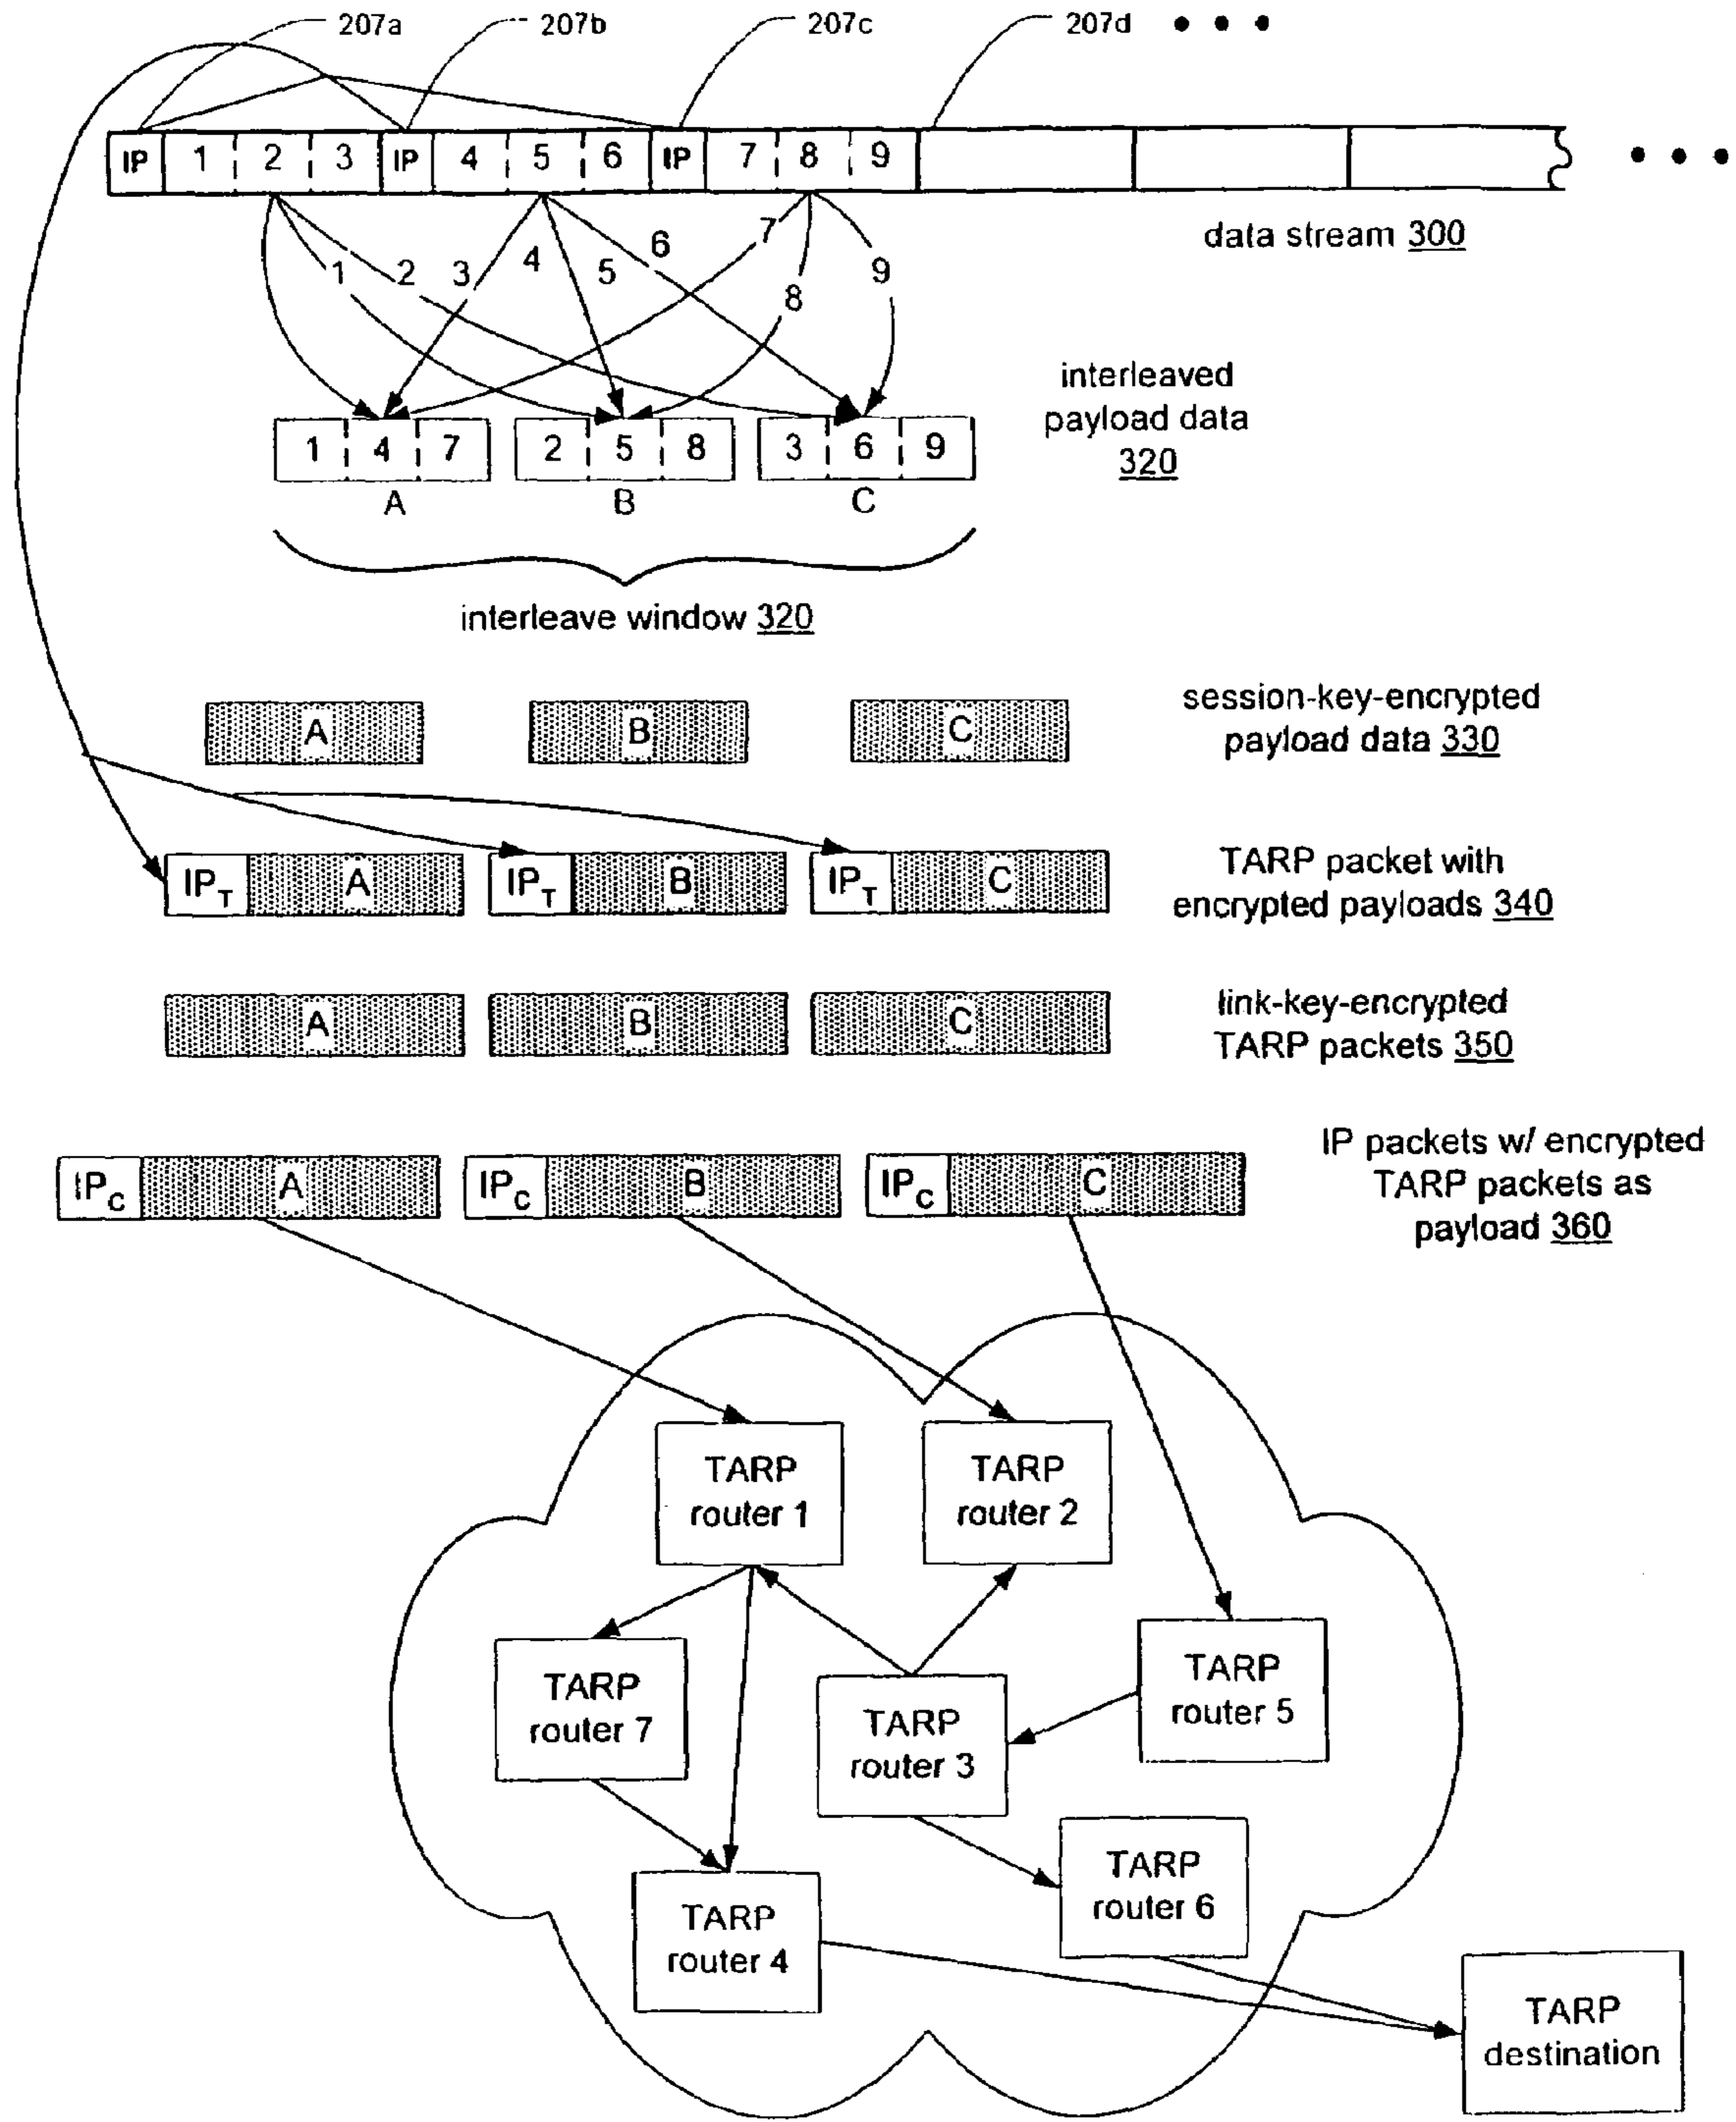 207a 207b 207c 207d • • •
IP 1 2 3 IP 4 5 6 IP 7 8 9 • • •
data stream 300
1 2 3 4 5 6 7 8 9
interleaved
payload data
320
1 4 7 2 5 8 3 6 9
A B C
interleave window 320
A B C
session-key-encrypted
payload data 330
IPT A IPT B IPT C
TARP packet with
encrypted payloads 340
A B C
link-key-encrypted
TARP packets 350
IPC A IPC B IPC C
IP packets w/ encrypted
TARP packets as
payload 360
TARP
router 1
TARP
router 2
TARP
router 7
TARP
router 3
TARP
router 5
TARP
router 4
TARP
router 6
TARP
destination